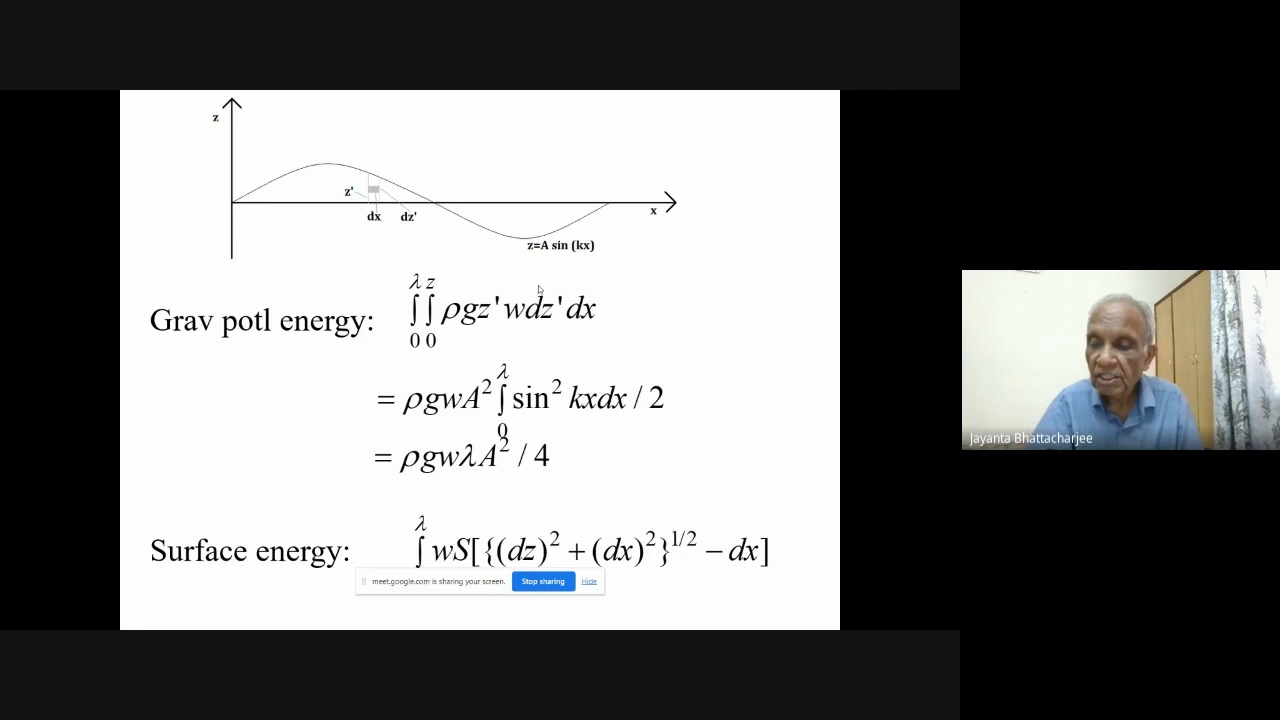 z
z'
dx
dz'
x
z=A sin (kx)
Grav potl energy: ∫₀^λ ∫₀^z ρgz'wdz'dx
= ρgwA² ∫₀^λ sin² kxdx / 2
= ρgwλA² / 4
Surface energy: ∫^λ wS[{(dz)² + (dx)²}^1/2 − dx]
meet.google.com is sharing your screen. Stop sharing Hide
Jayanta Bhattacharjee